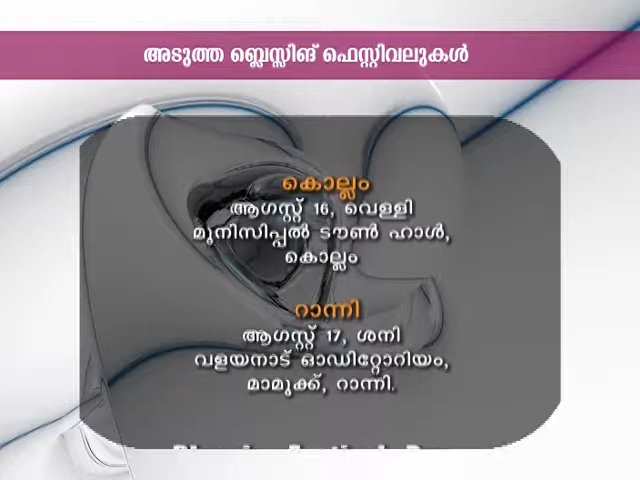 അടുത്ത ബ്ലെസ്സിങ് ഫെസ്റ്റിവലുകൾ
കൊല്ലം
ആഗസ്റ്റ് 16, വെള്ളി
മൂനിസിപ്പൽ ടൗൺ ഹാൾ,
കൊല്ലം
റാന്നി
ആഗസ്റ്റ് 17, ശനി
വളയനാട് ഓഡിറ്റോറിയം,
മാമുക്ക്, റാന്നി.